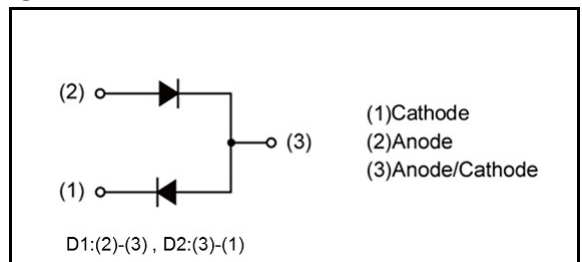 (2)
(3)
(1)
(1)Cathode
(2)Anode
(3)Anode/Cathode
D1:(2)-(3) , D2:(3)-(1)